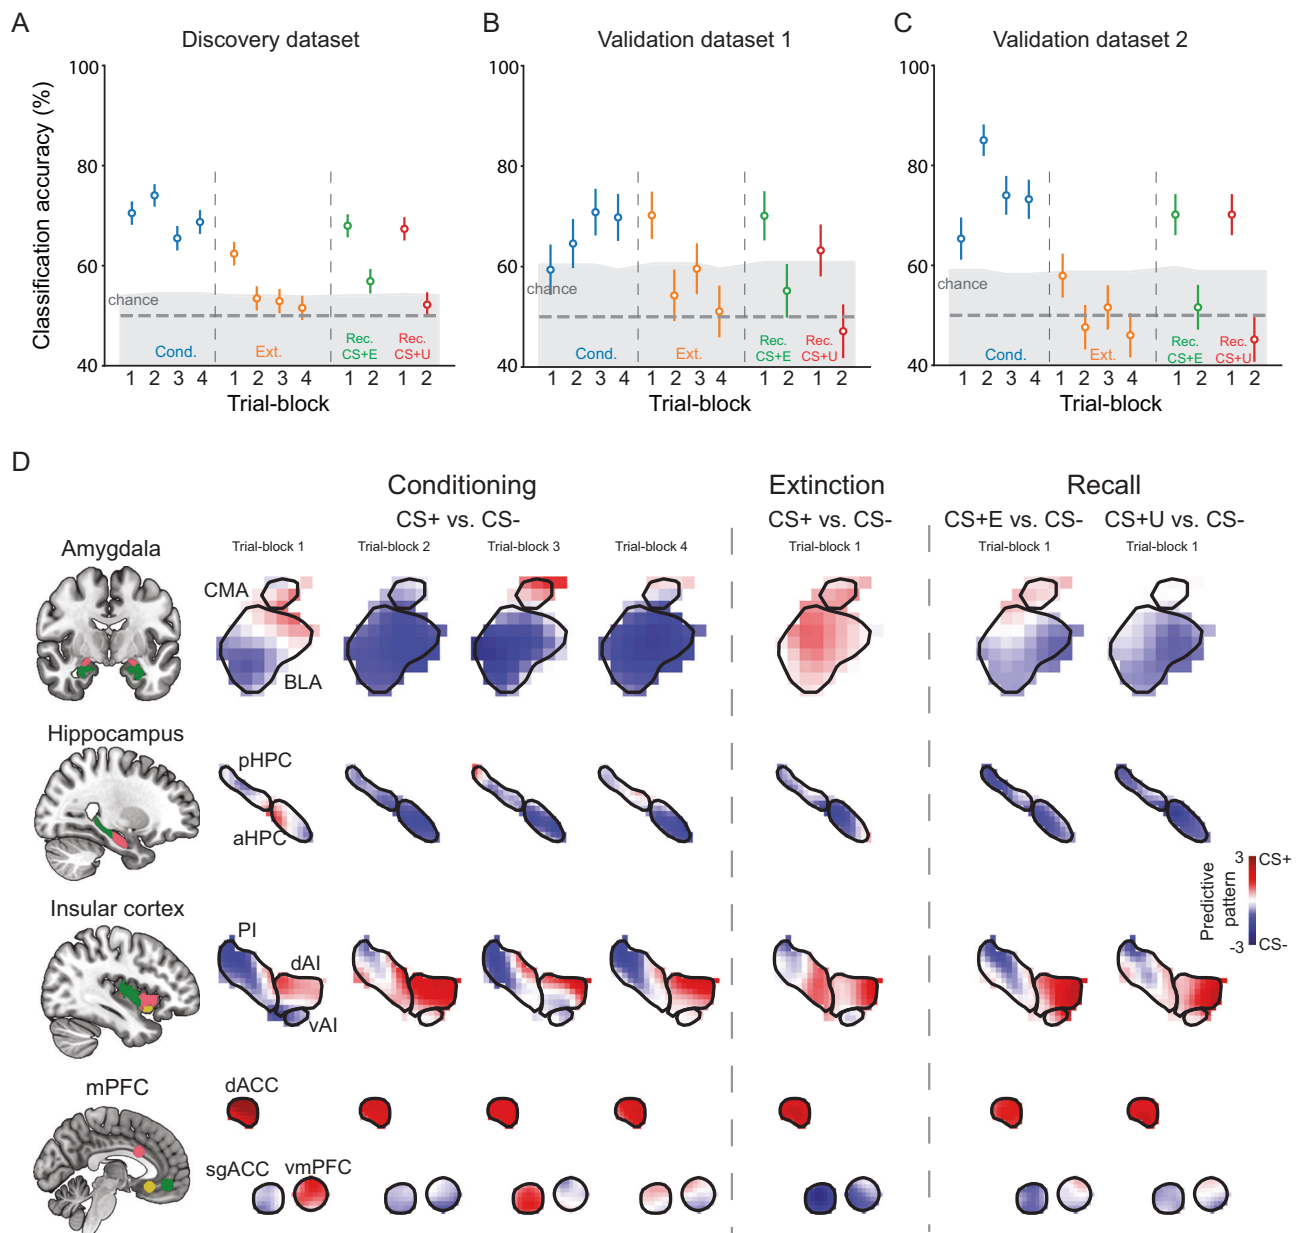 A
Discovery dataset
B
Validation dataset 1
C
Validation dataset 2
Classification accuracy (%)
100
80
60
40
chance
Cond.
Ext.
Rec.
CS+E
Rec.
CS+U
1 2 3 4 1 2 3 4 1 2 1 2
Trial-block
100
80
60
40
chance
Cond.
Ext.
Rec.
CS+E
Rec.
CS+U
1 2 3 4 1 2 3 4 1 2 1 2
Trial-block
100
80
60
40
chance
Cond.
Ext.
Rec.
CS+E
Rec.
CS+U
1 2 3 4 1 2 3 4 1 2 1 2
Trial-block
D
Conditioning
Extinction
Recall
CS+ vs. CS-
CS+ vs. CS-
CS+E vs. CS-
CS+U vs. CS-
Amygdala
Trial-block 1
Trial-block 2
Trial-block 3
Trial-block 4
Trial-block 1
Trial-block 1
Trial-block 1
CMA
BLA
Hippocampus
pHPC
aHPC
Insular cortex
PI
dAI
vAI
Predictive
pattern
3
CS+
-3
CS-
mPFC
dACC
sgACC
vmPFC